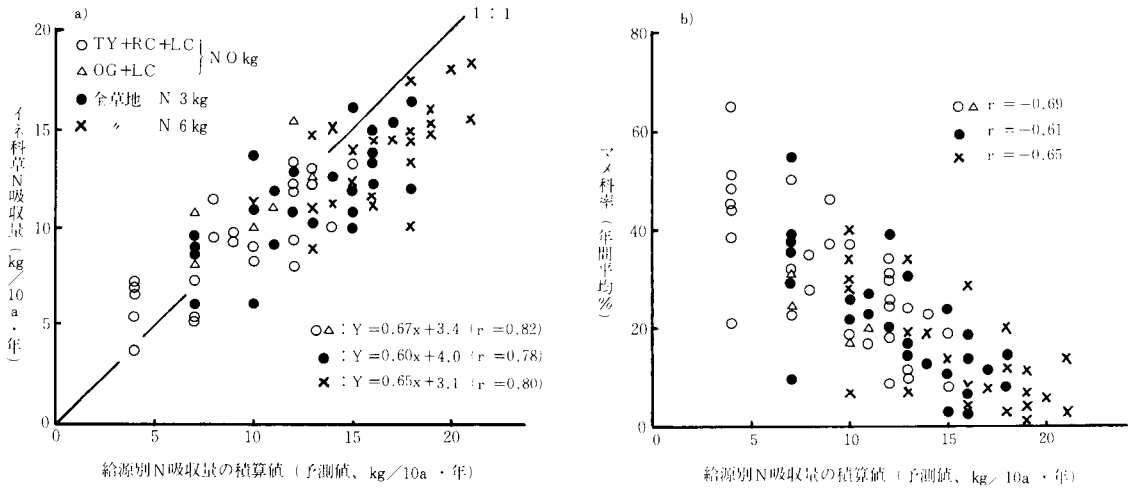 a)
1 : 1
20
15
10
5
0
0
5
10
15
20
○ TY+RC+LC
△ OG+LC
} N 0 kg
● 全草地 N 3 kg
× 〃 N 6 kg
イネ科草N吸収量 (kg/10a・年)
○△ : Y=0.67x+3.4 (r=0.82)
● : Y=0.60x+4.0 (r=0.78)
× : Y=0.65x+3.1 (r=0.80)
給源別N吸収量の積算値 (予測値、kg/10a・年)
b)
80
60
40
20
0
0
5
10
15
20
マメ科率 (年間平均%)
○△ r=-0.69
● r=-0.61
× r=-0.65
給源別N吸収量の積算値 (予測値、kg/10a・年)